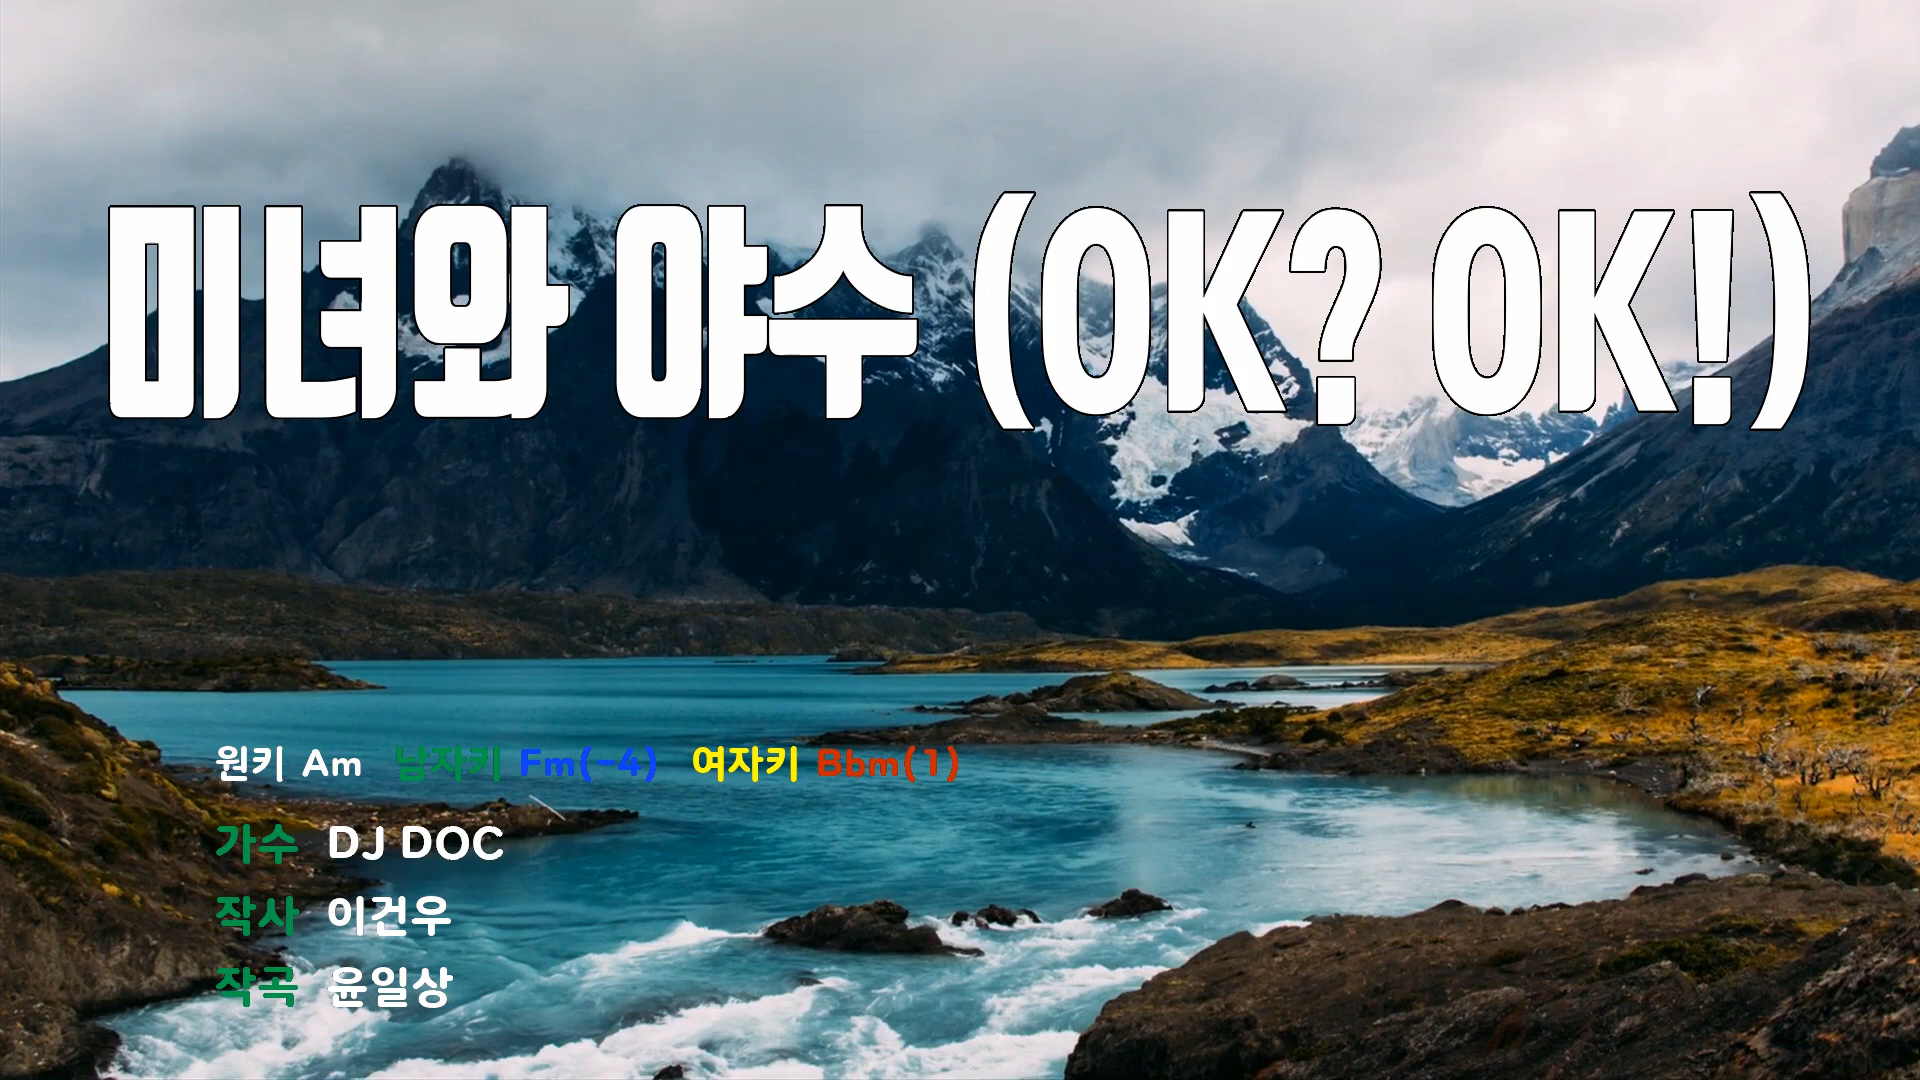 미녀와 야수 (OK? OK!)
원키 Am 남자키 Fm(-4) 여자키 Bbm(1)
가수 DJ DOC
작사 이건우
작곡 윤일상